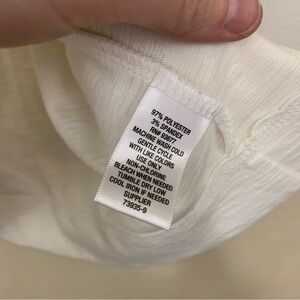 97% POLYESTER
3% SPANDEX
RN# 93677
MACHINE WASH COLD
GENTLE CYCLE
WITH LIKE COLORS
USE ONLY
NON-CHLORINE
BLEACH WHEN NEEDED
TUMBLE DRY LOW
COOL IRON IF NEEDED
SUPPLIER
73935-9